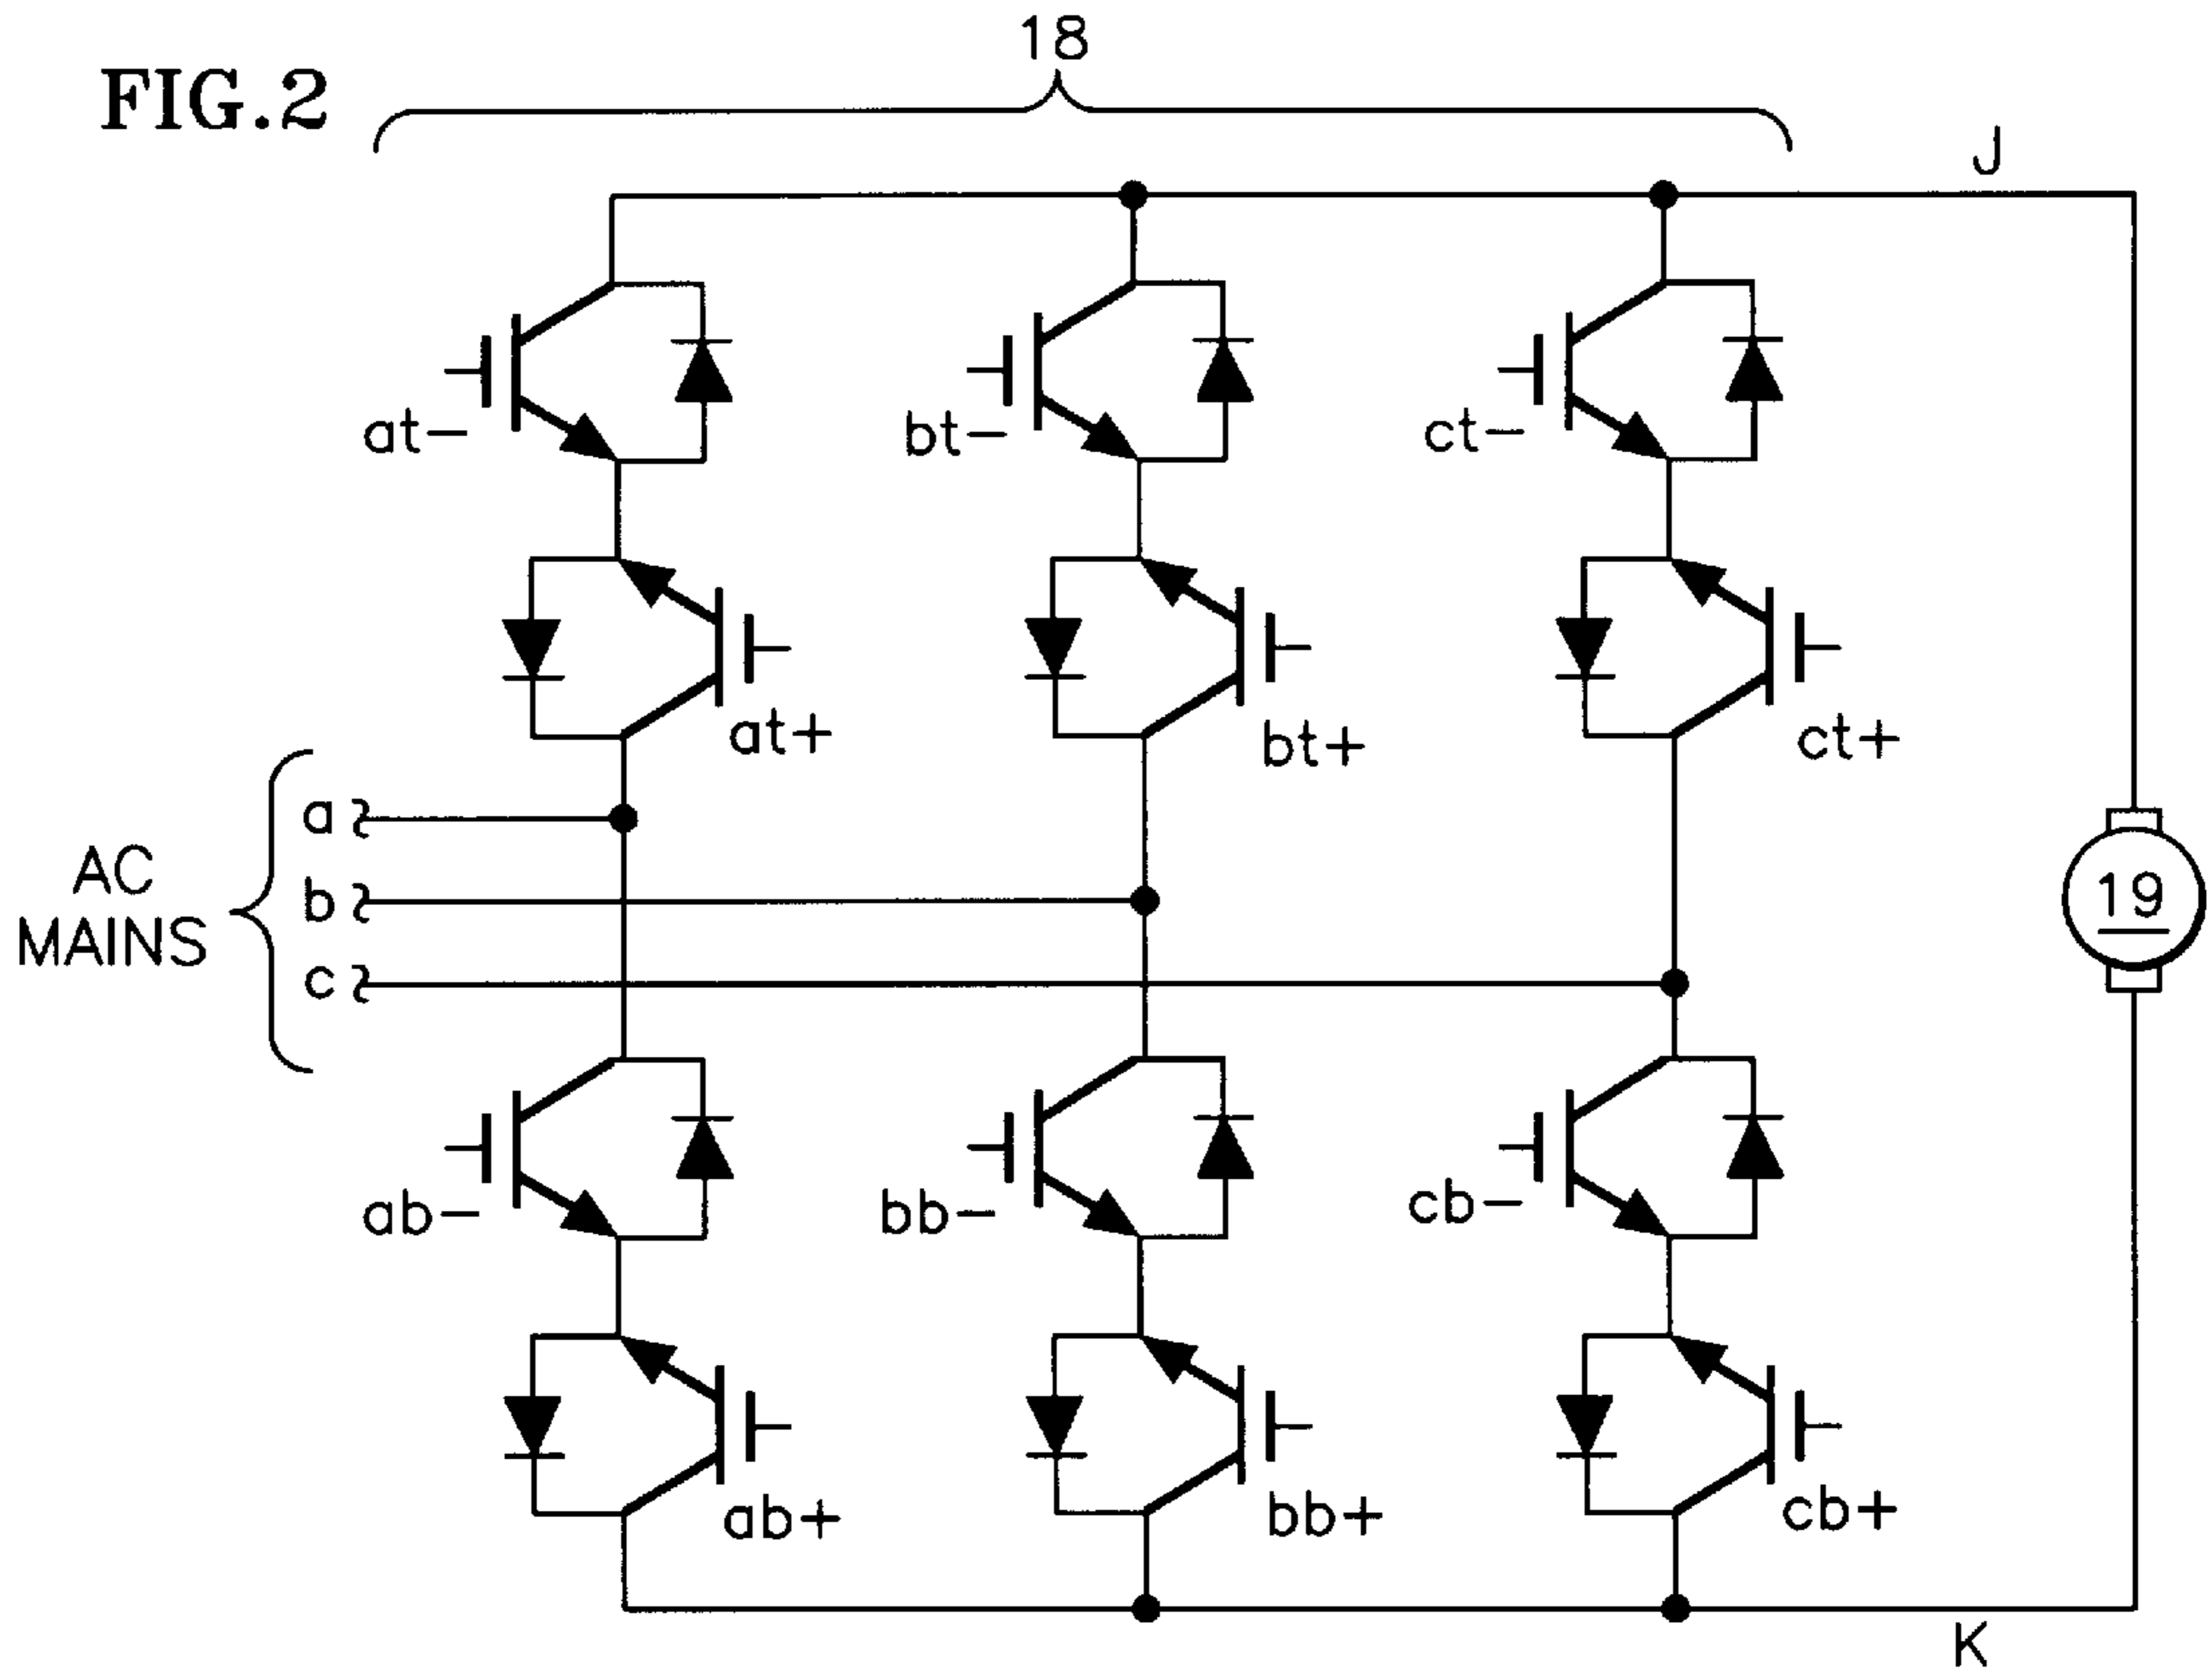 18
FIG.2
J
at-
bt-
ct-
at+
bt+
ct+
a
AC
MAINS
b
c
19
ab-
bb-
cb-
ab+
bb+
cb+
K